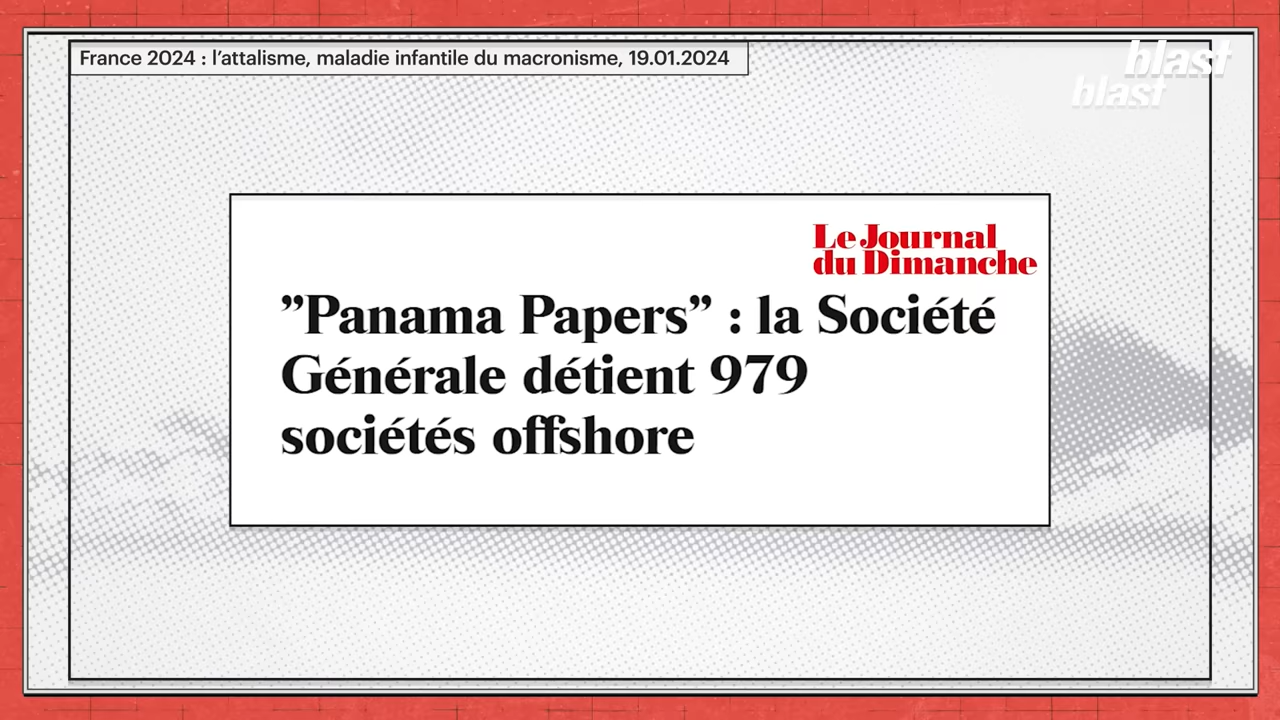 France 2024 : l'attalisme, maladie infantile du macronisme, 19.01.2024
blast
blast
Le Journal
du Dimanche
”Panama Papers” : la Société
Générale détient 979
sociétés offshore